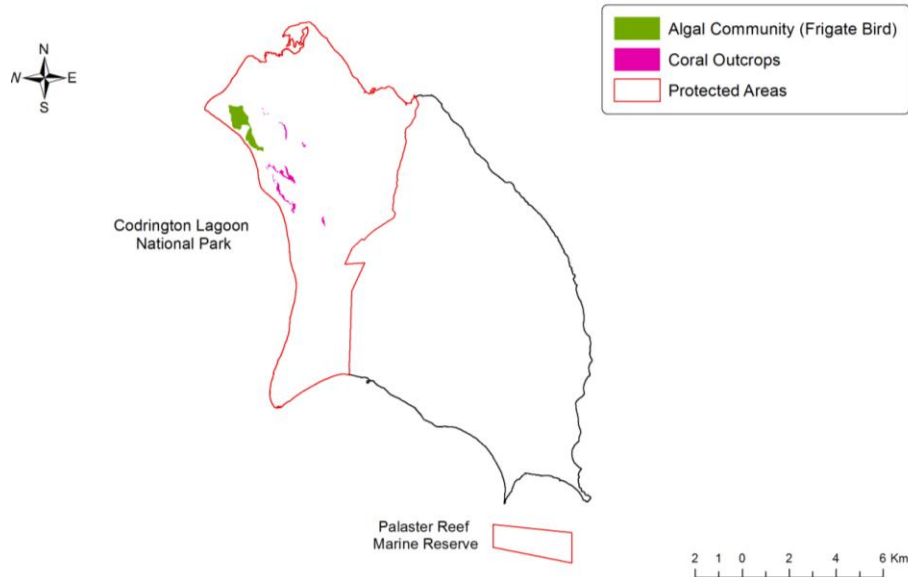 Algal Community (Frigate Bird)
Coral Outcrops
Protected Areas
N
W E
S
Codrington Lagoon
National Park
Palaster Reef
Marine Reserve
2 1 0 2 4 6 Km